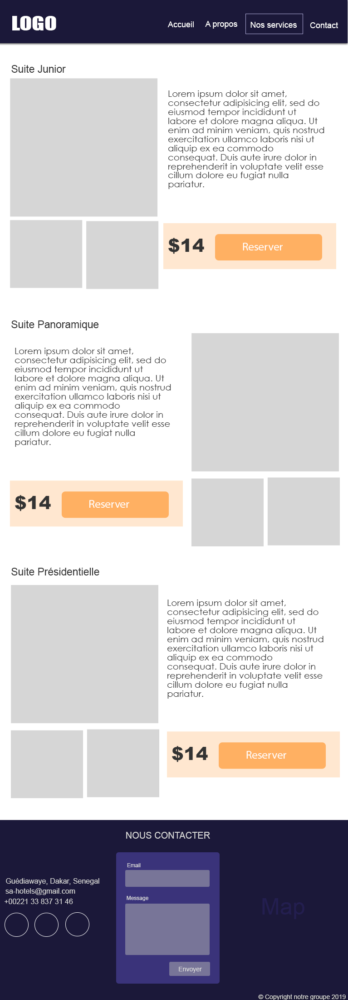 LOGO
Accueil
A propos
Nos services
Contact
Suite Junior
Lorem ipsum dolor sit amet,
consectetur adipisicing elit, sed do
eiusmod tempor incididunt ut
labore et dolore magna aliqua. Ut
enim ad minim veniam, quis nostrud
exercitation ullamco laboris nisi ut
aliquip ex ea commodo
consequat. Duis aute irure dolor in
reprehenderit in voluptate velit esse
cillum dolore eu fugiat nulla
pariatur.
$14
Reserver
Suite Panoramique
Lorem ipsum dolor sit amet,
consectetur adipisicing elit, sed do
eiusmod tempor incididunt ut
labore et dolore magna aliqua. Ut
enim ad minim veniam, quis nostrud
exercitation ullamco laboris nisi ut
aliquip ex ea commodo
consequat. Duis aute irure dolor in
reprehenderit in voluptate velit esse
cillum dolore eu fugiat nulla
pariatur.
$14
Reserver
Suite Présidentielle
Lorem ipsum dolor sit amet,
consectetur adipisicing elit, sed do
eiusmod tempor incididunt ut
labore et dolore magna aliqua. Ut
enim ad minim veniam, quis nostrud
exercitation ullamco laboris nisi ut
aliquip ex ea commodo
consequat. Duis aute irure dolor in
reprehenderit in voluptate velit esse
cillum dolore eu fugiat nulla
pariatur.
$14
Reserver
NOUS CONTACTER
Guédiawaye, Dakar, Senegal
sa-hotels@gmail.com
+00221 33 837 31 46
Email
Message
Envoyer
Map
© Copyright notre groupe 2019